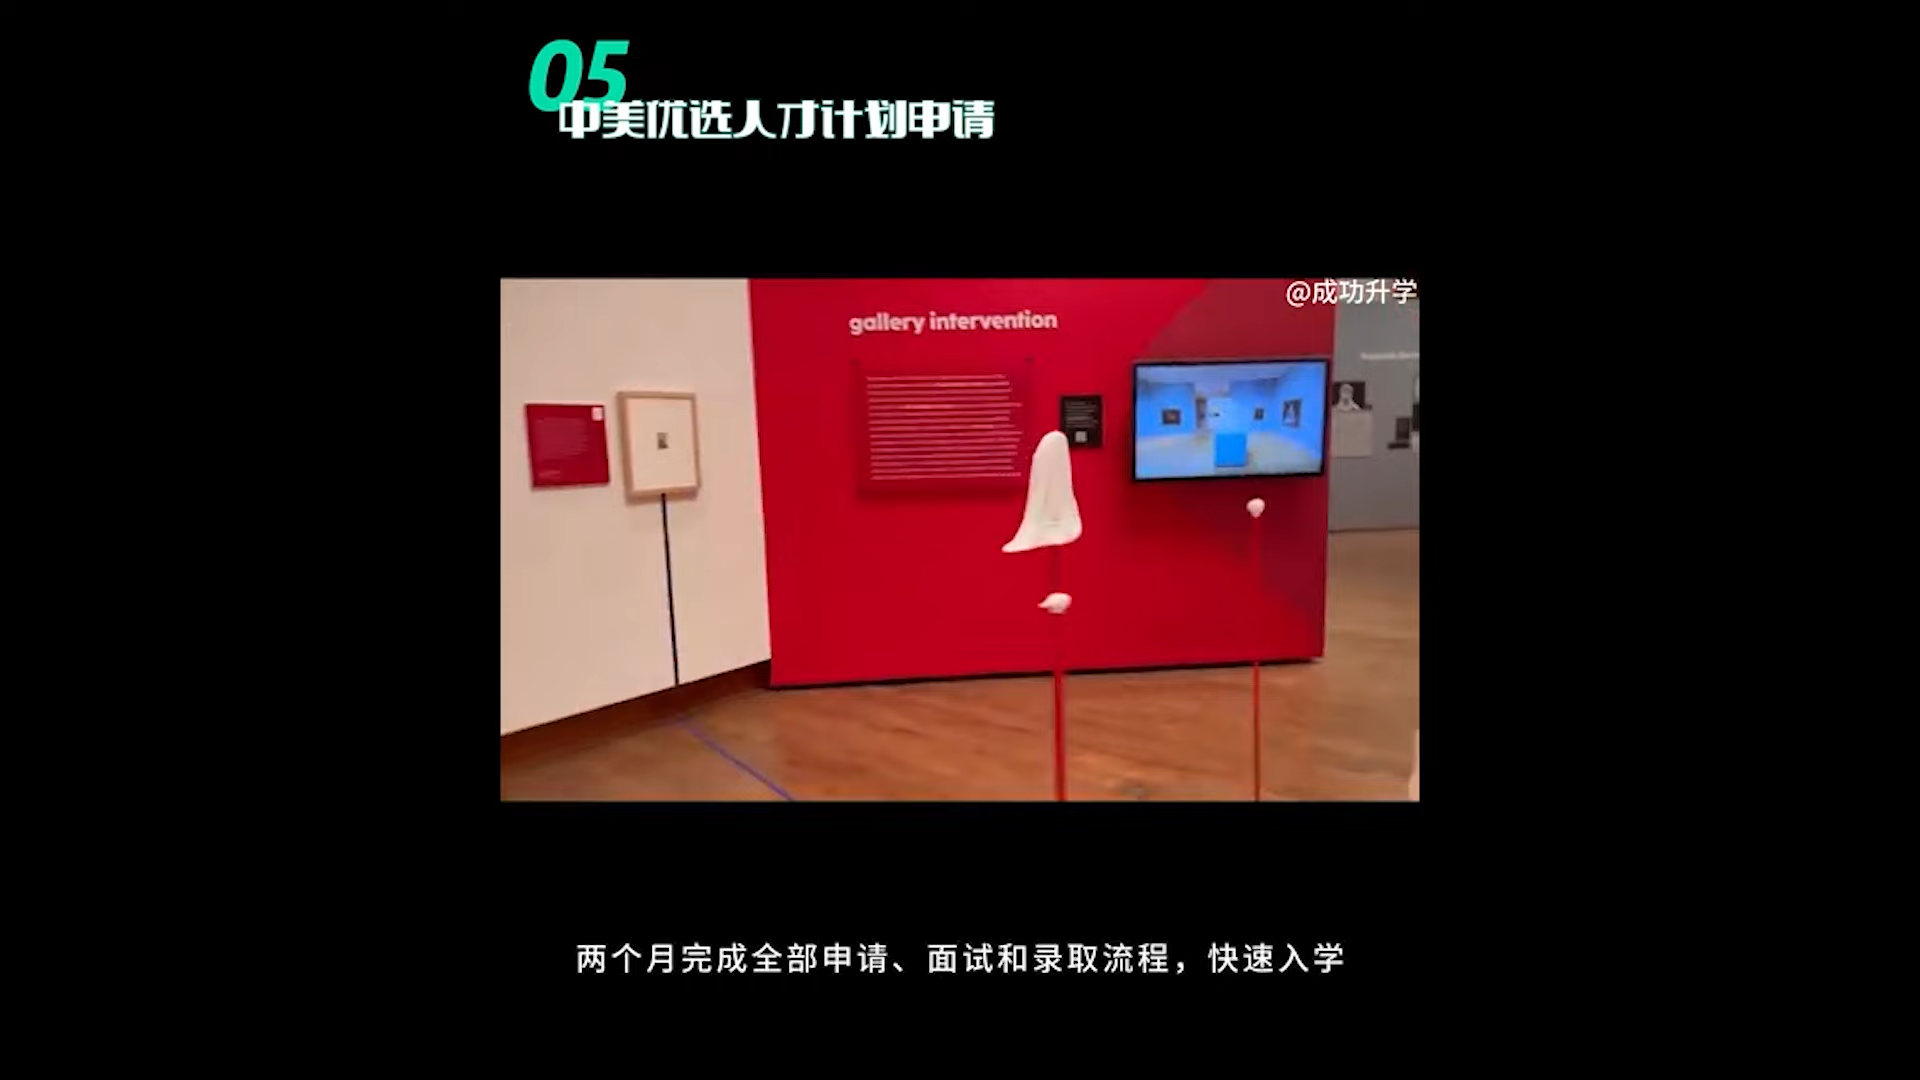 05
中美优选人才计划申请
@成功升学
gallery intervention
两个月完成全部申请、面试和录取流程，快速入学